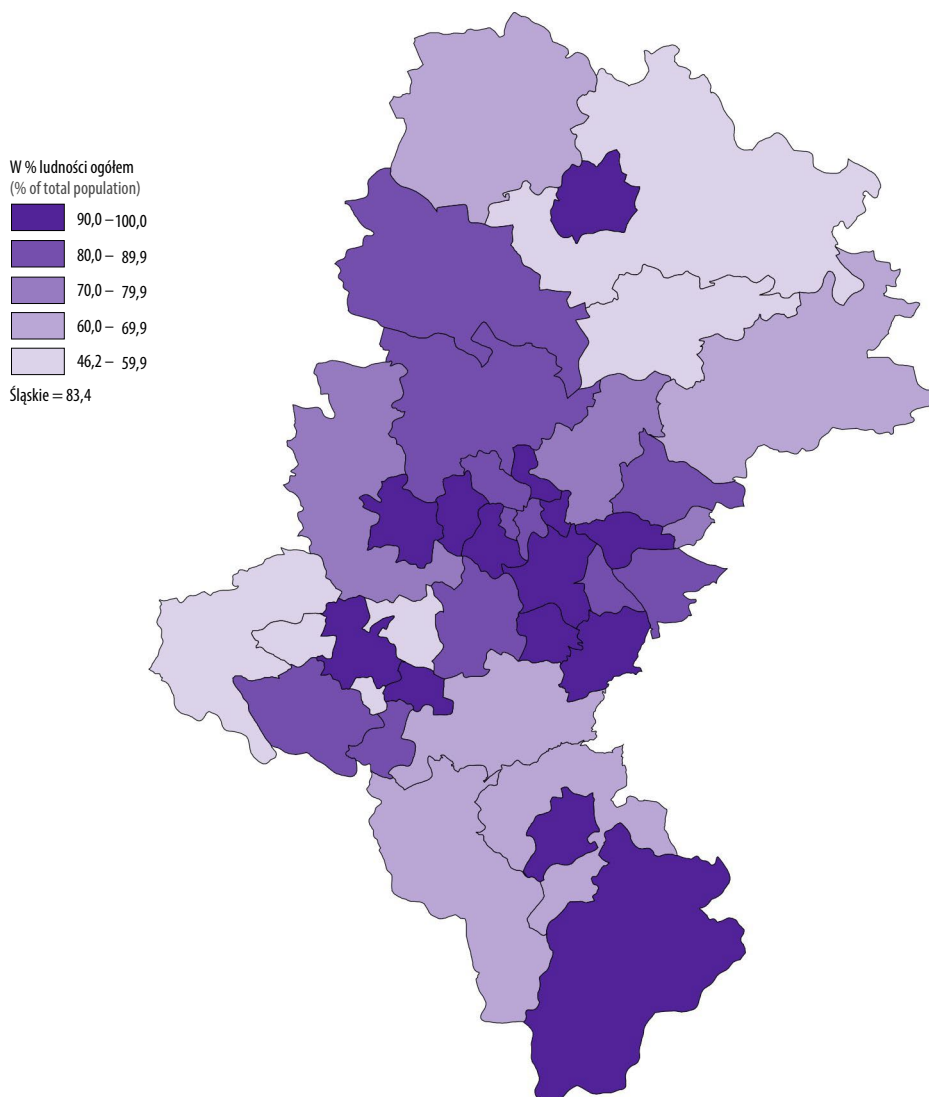 W % ludności ogółem
(% of total population)
90,0 – 100,0
80,0 – 89,9
70,0 – 79,9
60,0 – 69,9
46,2 – 59,9
Śląskie = 83,4